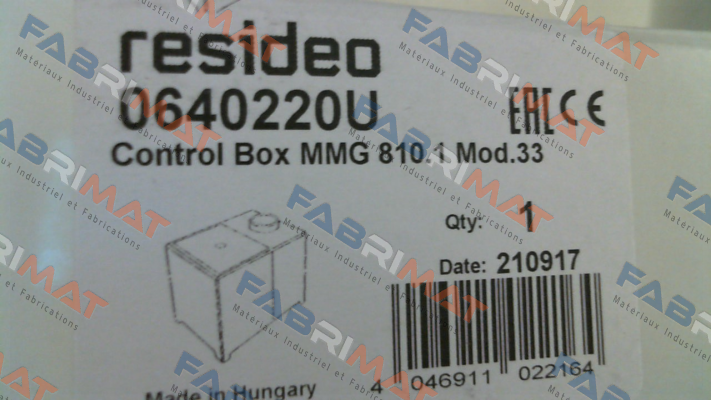 resideo
0640220U
EAC CE
Control Box MMG 810.1 Mod.33
Qty: 1
Date: 210917
Made in Hungary
4 046911 022164
FABRIMAT
Matériaux Industriel et Fabrications